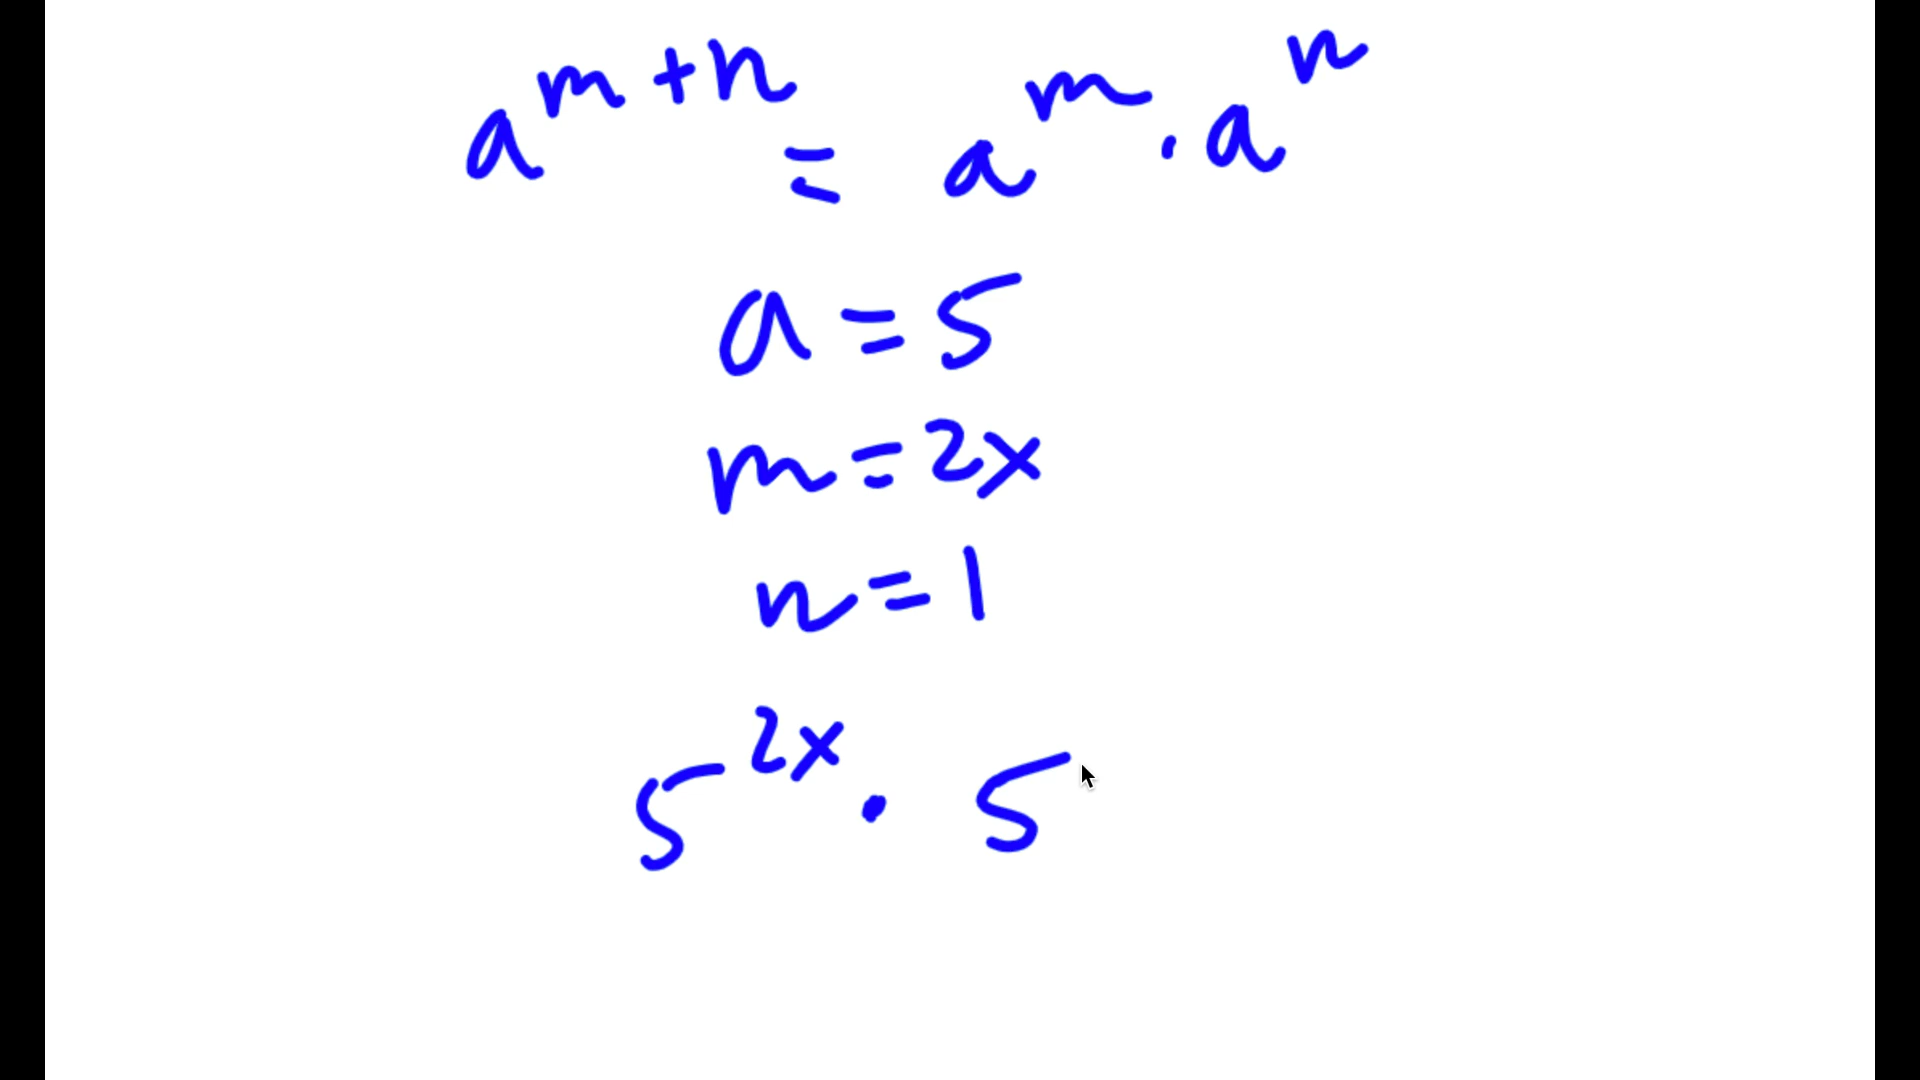 a^{m+n} = a^m · a^n
a = 5
m = 2x
n = 1
5^{2x} · 5